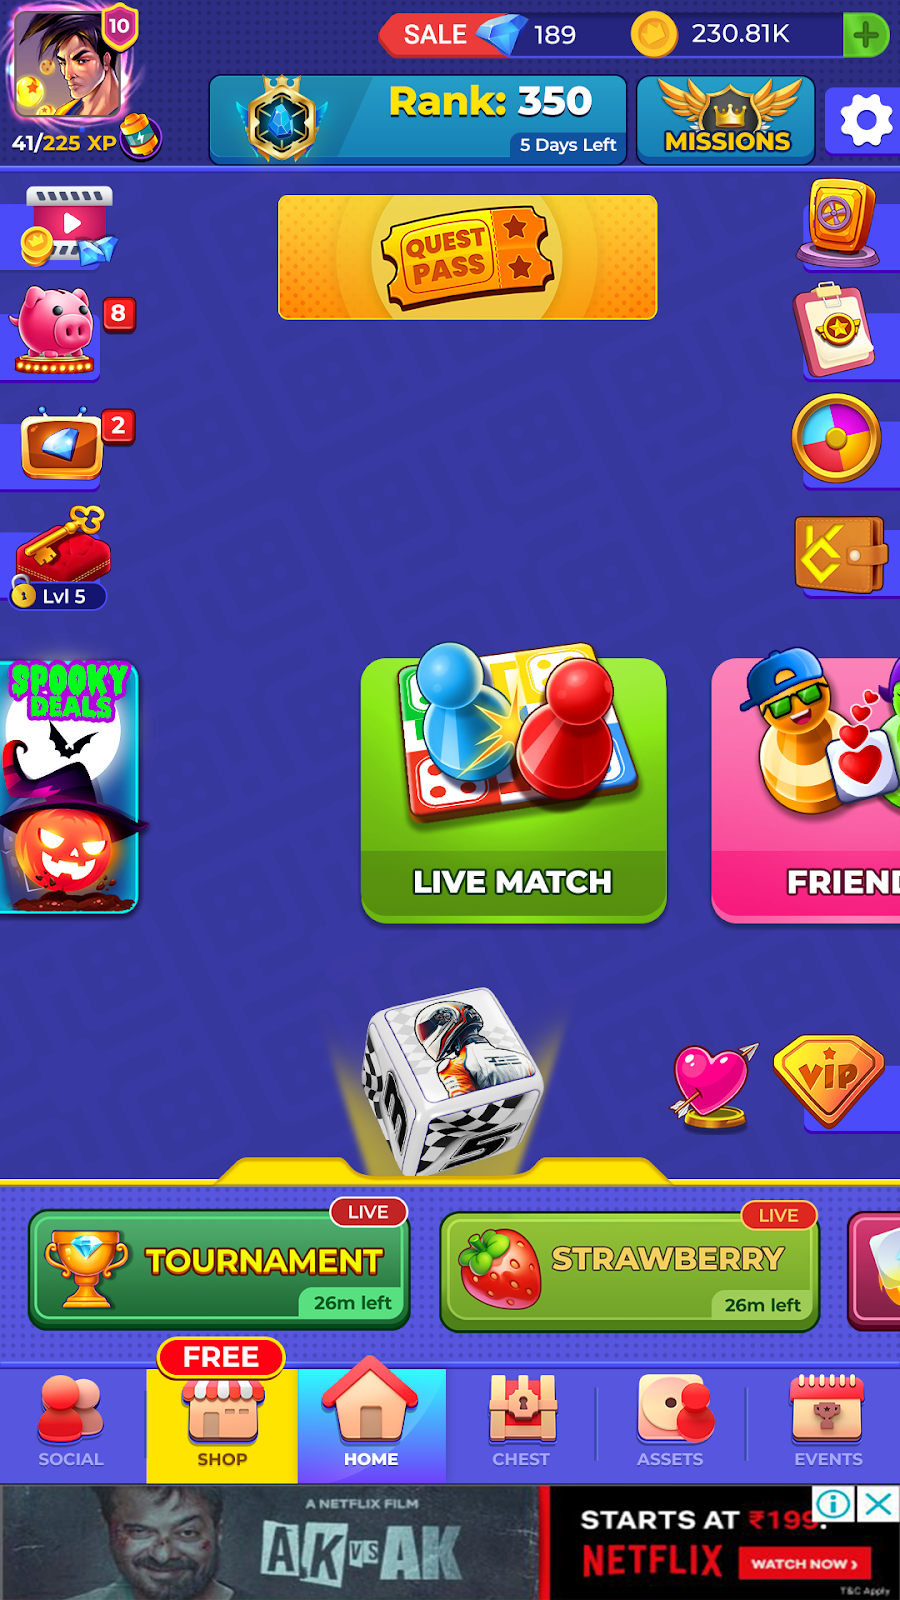 10
SALE
189
230.81K
41/225 XP
Rank: 350
5 Days Left
MISSIONS
QUEST
PASS
8
2
Lvl 5
SPOOKY
DEALS
LIVE MATCH
FRIEND
VIP
5
LIVE
TOURNAMENT
26m left
LIVE
STRAWBERRY
26m left
FREE
SOCIAL
SHOP
HOME
CHEST
ASSETS
EVENTS
A NETFLIX FILM
AK VS AK
STARTS AT ₹199.
NETFLIX
WATCH NOW ›
T&C Apply